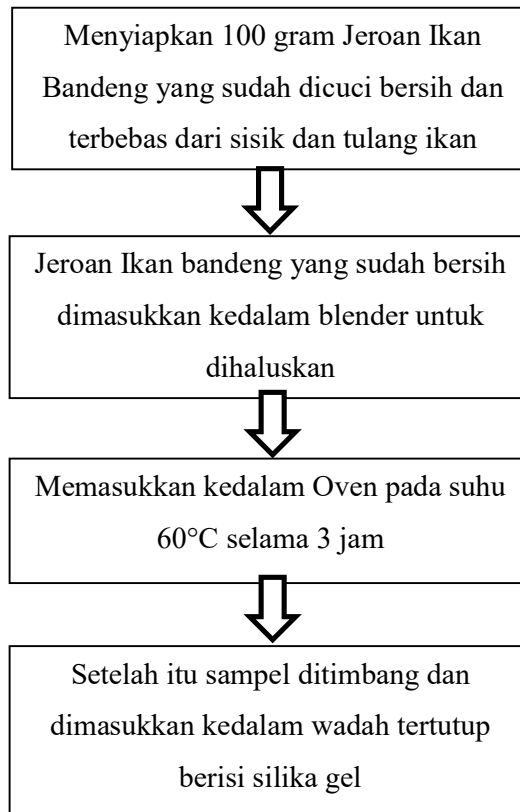 Menyiapkan 100 gram Jeroan Ikan
Bandeng yang sudah dicuci bersih dan
terbebas dari sisik dan tulang ikan
Jeroan Ikan bandeng yang sudah bersih
dimasukkan kedalam blender untuk
dihaluskan
Memasukkan kedalam Oven pada suhu
60°C selama 3 jam
Setelah itu sampel ditimbang dan
dimasukkan kedalam wadah tertutup
berisi silika gel